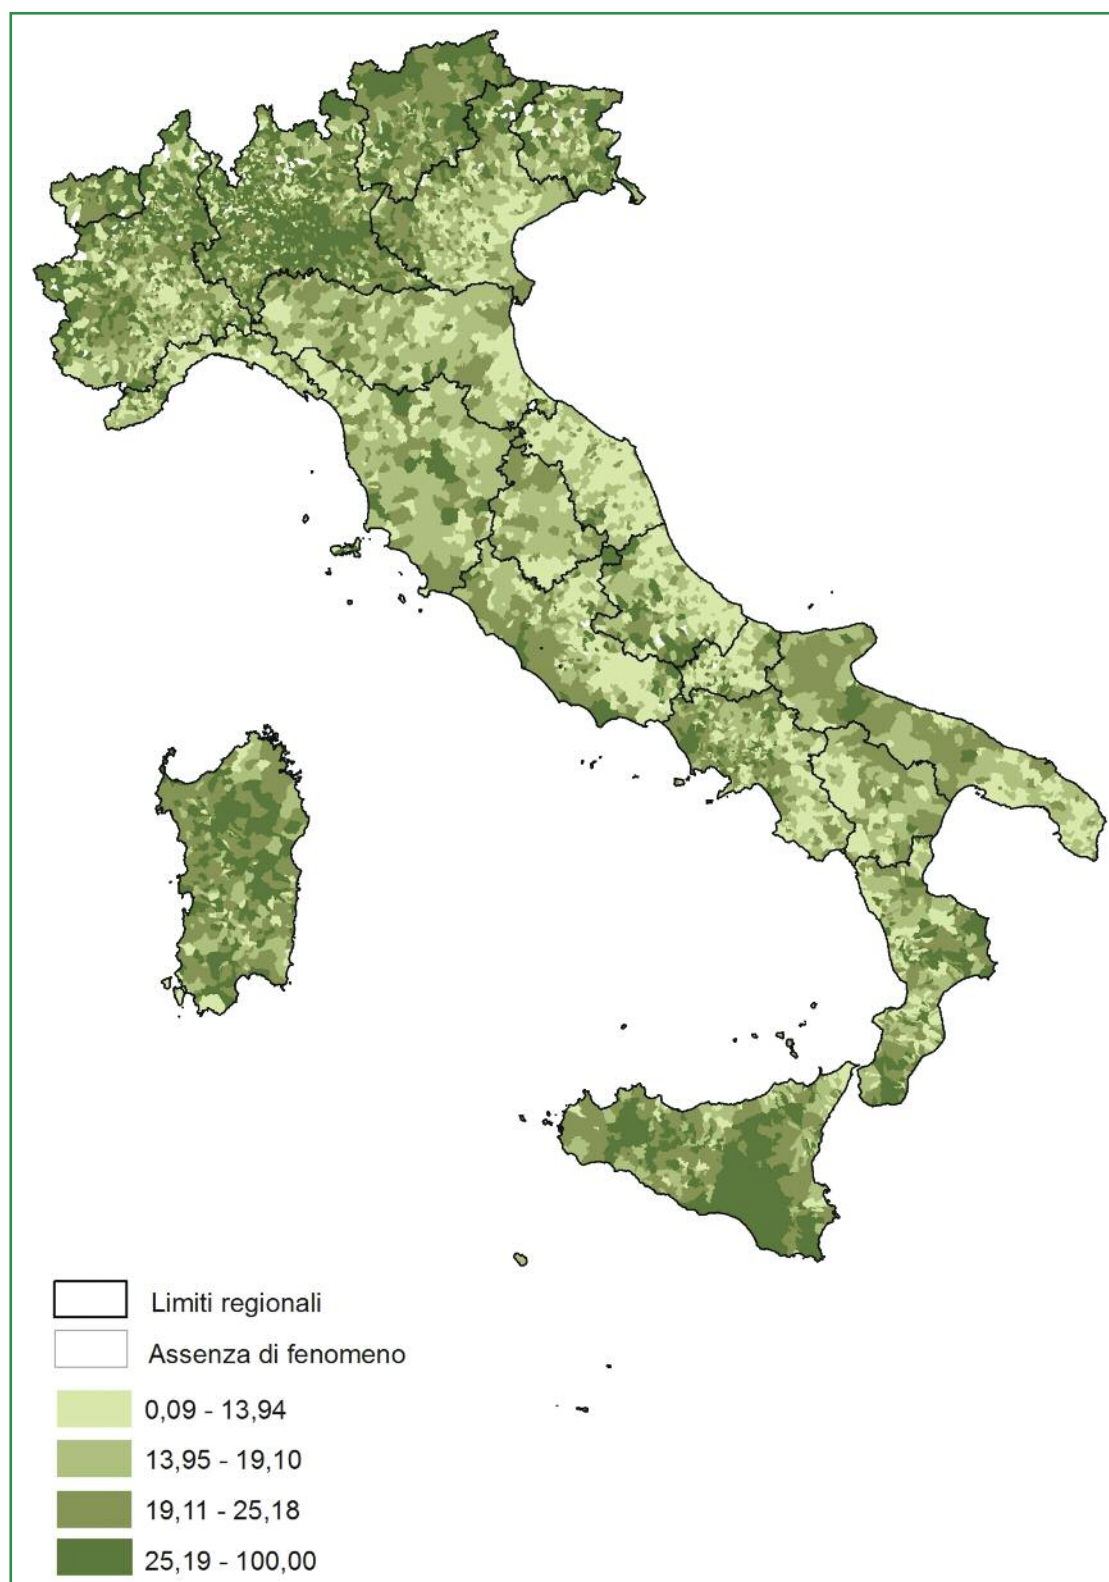 Limiti regionali
Assenza di fenomeno
0,09 - 13,94
13,95 - 19,10
19,11 - 25,18
25,19 - 100,00